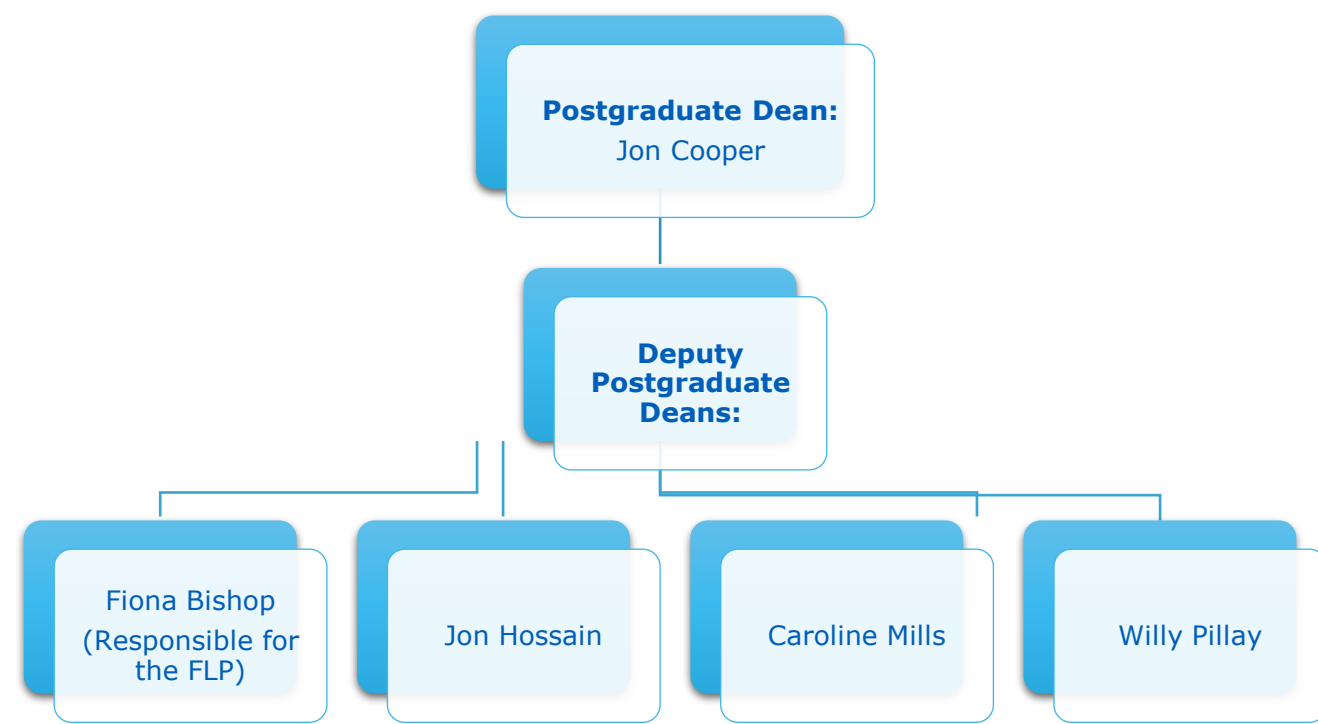 Postgraduate Dean:
Jon Cooper
Deputy
Postgraduate
Deans:
Fiona Bishop
(Responsible for
the FLP)
Jon Hossain
Caroline Mills
Willy Pillay